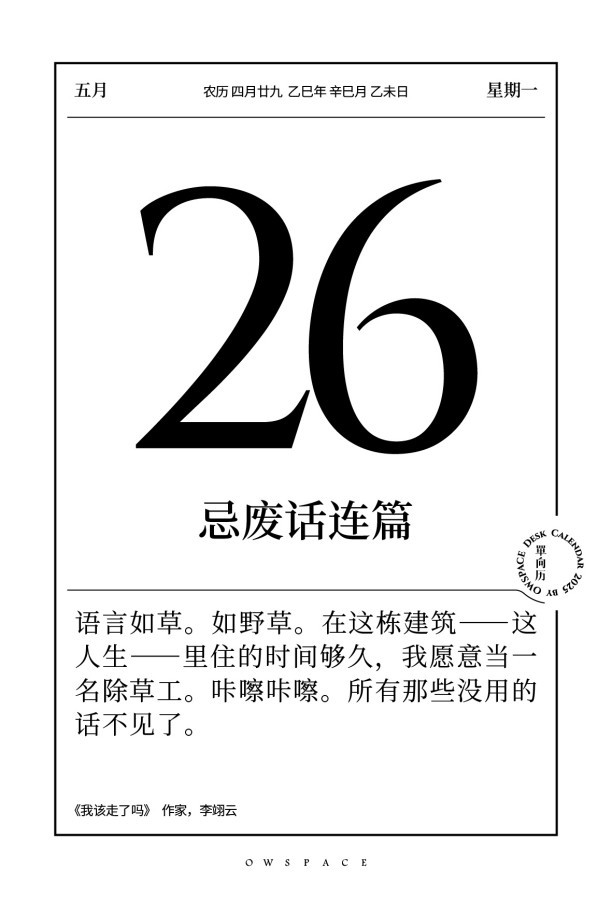 五月
农历 四月廿九 乙巳年 辛巳月 乙未日
星期一
26
忌废话连篇
單向历
DESK CALENDAR 2025 BY OWSPACE
语言如草。如野草。在这栋建筑——这
人生——里住的时间够久，我愿意当一
名除草工。咔嚓咔嚓。所有那些没用的
话不见了。
《我该走了吗》 作家，李翊云
OWSPACE